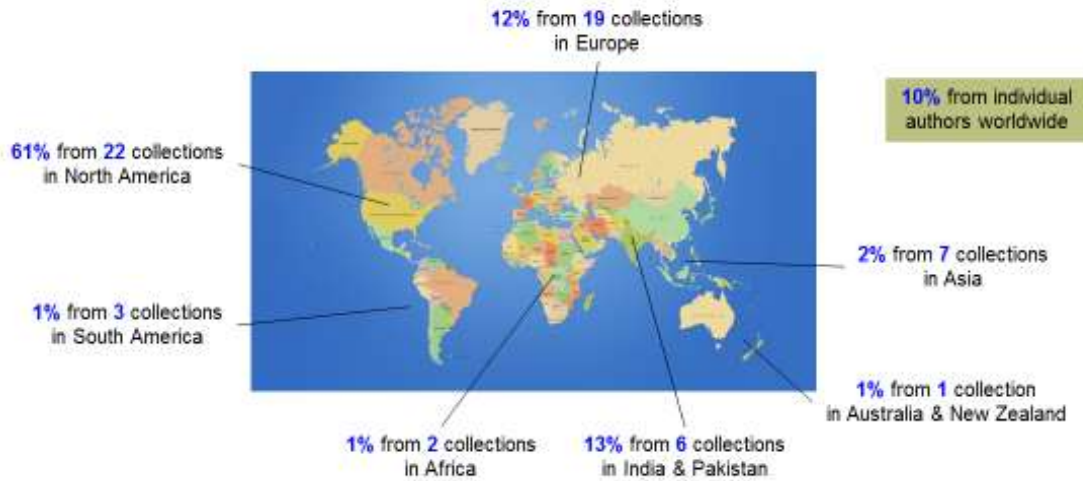 12% from 19 collections
in Europe
10% from individual
authors worldwide
61% from 22 collections
in North America
2% from 7 collections
in Asia
1% from 3 collections
in South America
1% from 1 collection
in Australia & New Zealand
1% from 2 collections
in Africa
13% from 6 collections
in India & Pakistan